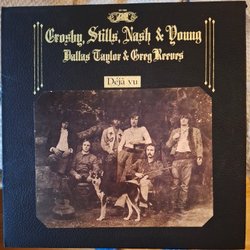 Crosby, Stills, Nash & Young
Dallas Taylor & Greg Reeves
Déjà vu